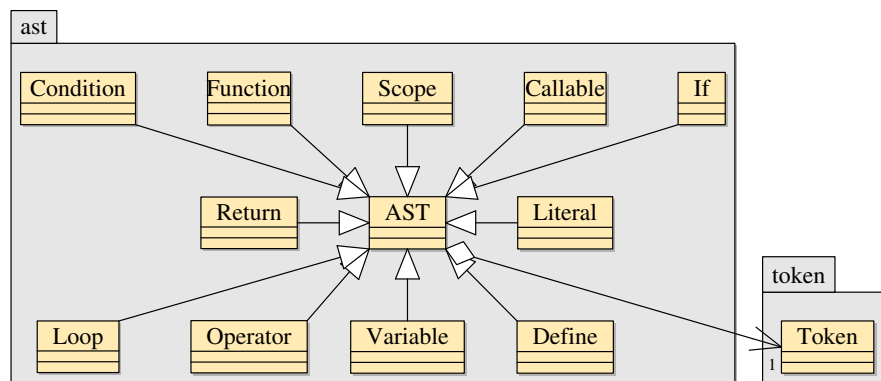 ast
Condition
Function
Scope
Callable
If
Return
AST
Literal
token
Loop
Operator
Variable
Define
Token
1